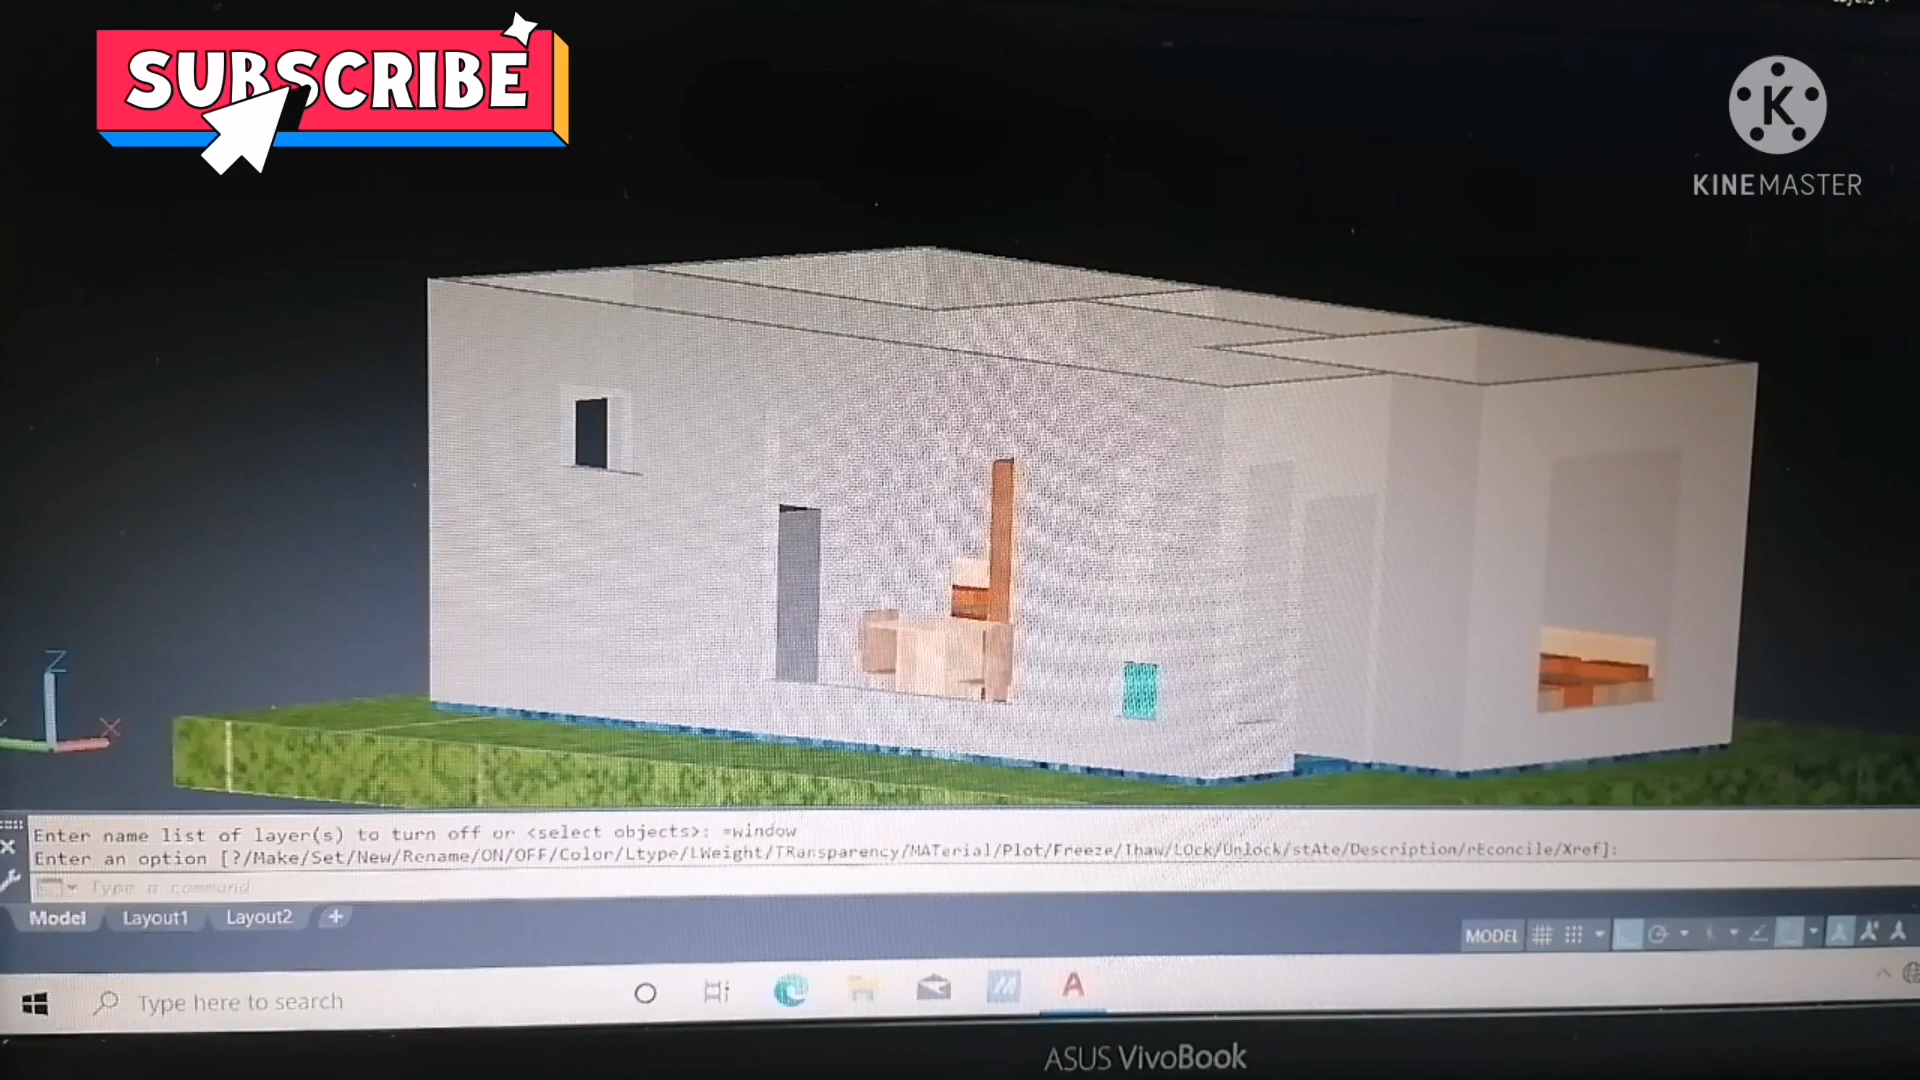 SUBSCRIBE
K
KINEMASTER
Z
X
Enter name list of layer(s) to turn off or <select objects>: =window
Enter an option [?/Make/Set/New/Rename/ON/OFF/Color/Ltype/LWeight/TRansparency/MATerial/Plot/Freeze/Thaw/LOck/Unlock/stAte/Description/rEconcile/Xref]:
Type a command
Model Layout1 Layout2 +
MODEL
Type here to search
A
ASUS VivoBook